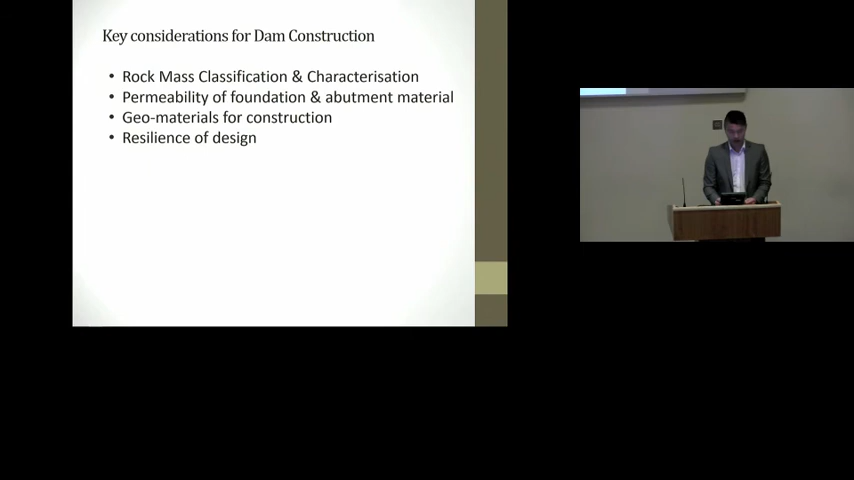 Key considerations for Dam Construction
• Rock Mass Classification & Characterisation
• Permeability of foundation & abutment material
• Geo-materials for construction
• Resilience of design